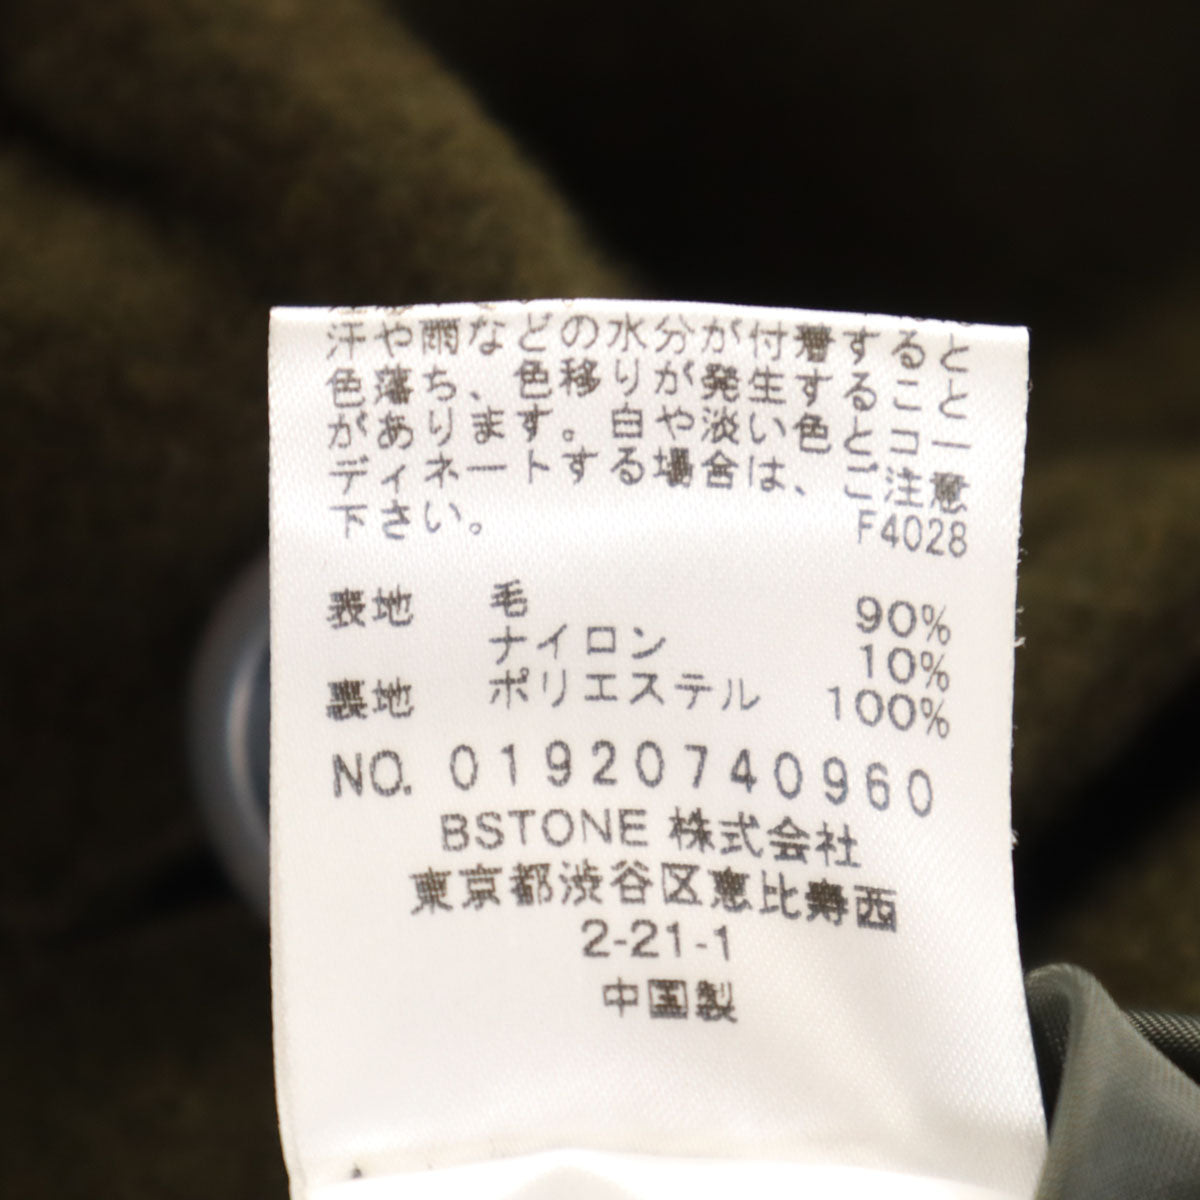 汗や雨などの水分が付着すると
色落ち、色移りが発生すること
があります。白や淡い色とコー
ディネートする場合は、ご注意
下さい。
F4028
表地 毛 90%
ナイロン 10%
裏地 ポリエステル 100%
NO. 01920740960
BSTONE 株式会社
東京都渋谷区恵比寿西
2-21-1
中国製